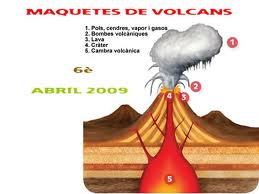 MAQUETES DE VOLCANS
1. Pols, cendres, vapor i gasos
2. Bombes volcàniques
3. Lava
4. Cràter
5. Cambra volcànica
6è
ABRIL 2009
1
2
4 3
5